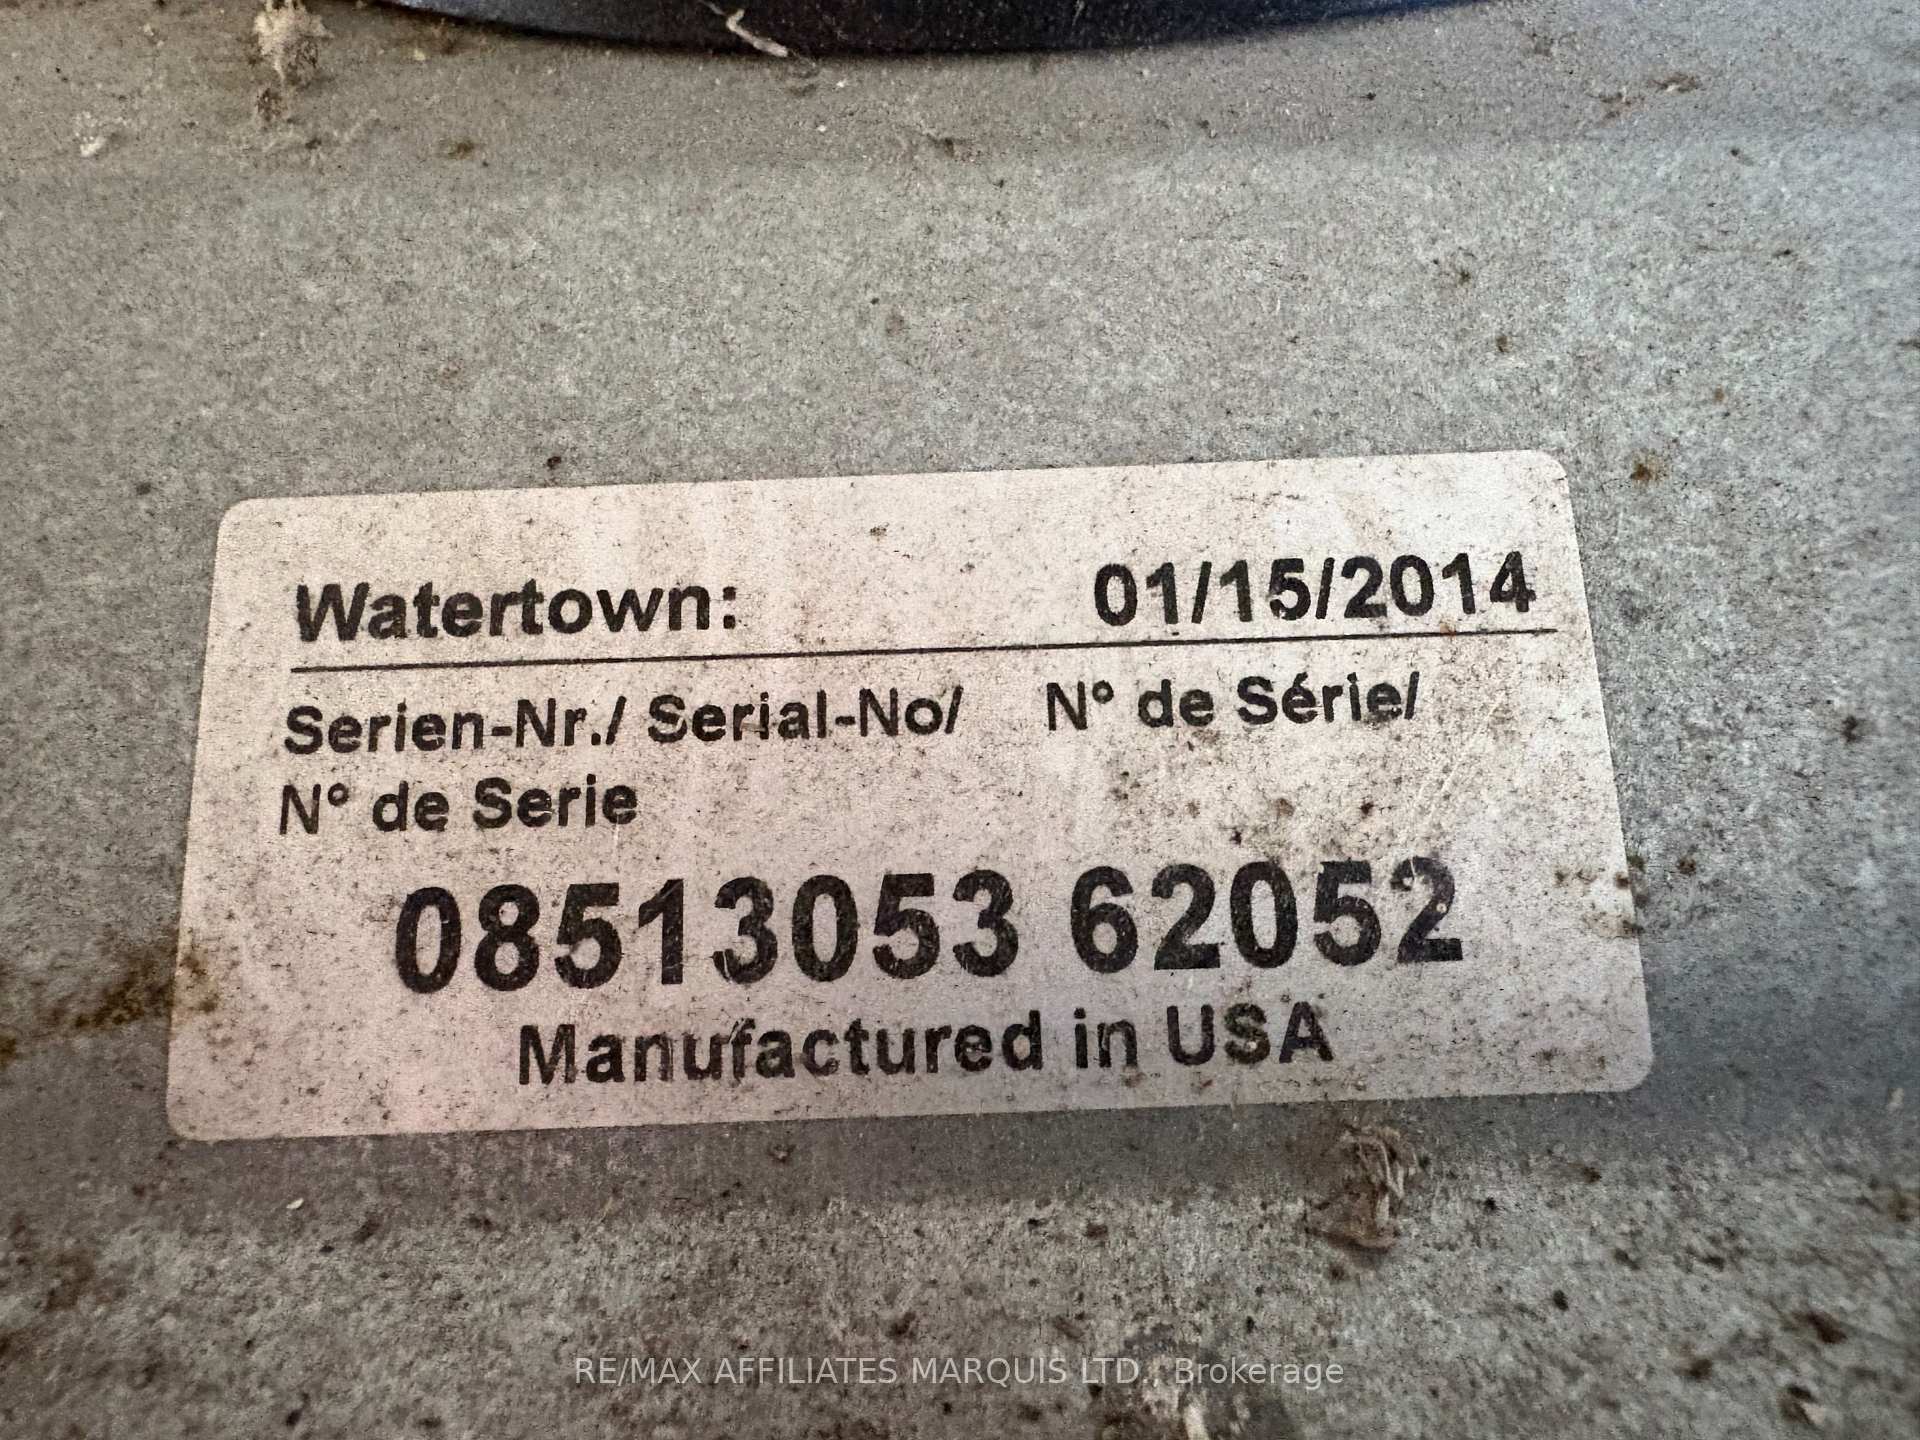 Watertown: 01/15/2014
Serien-Nr./ Serial-No/ N° de Série/
N° de Serie
08513053 62052
Manufactured in USA
RE/MAX AFFILIATES MARQUIS LTD., Brokerage